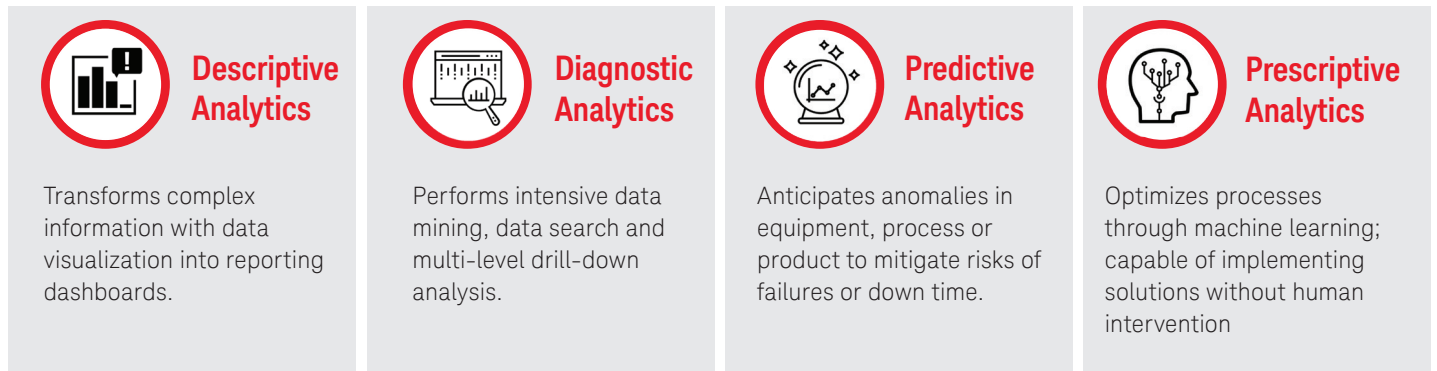 Descriptive
Analytics
Transforms complex
information with data
visualization into reporting
dashboards.
Diagnostic
Analytics
Performs intensive data
mining, data search and
multi-level drill-down
analysis.
Predictive
Analytics
Anticipates anomalies in
equipment, process or
product to mitigate risks of
failures or down time.
Prescriptive
Analytics
Optimizes processes
through machine learning;
capable of implementing
solutions without human
intervention